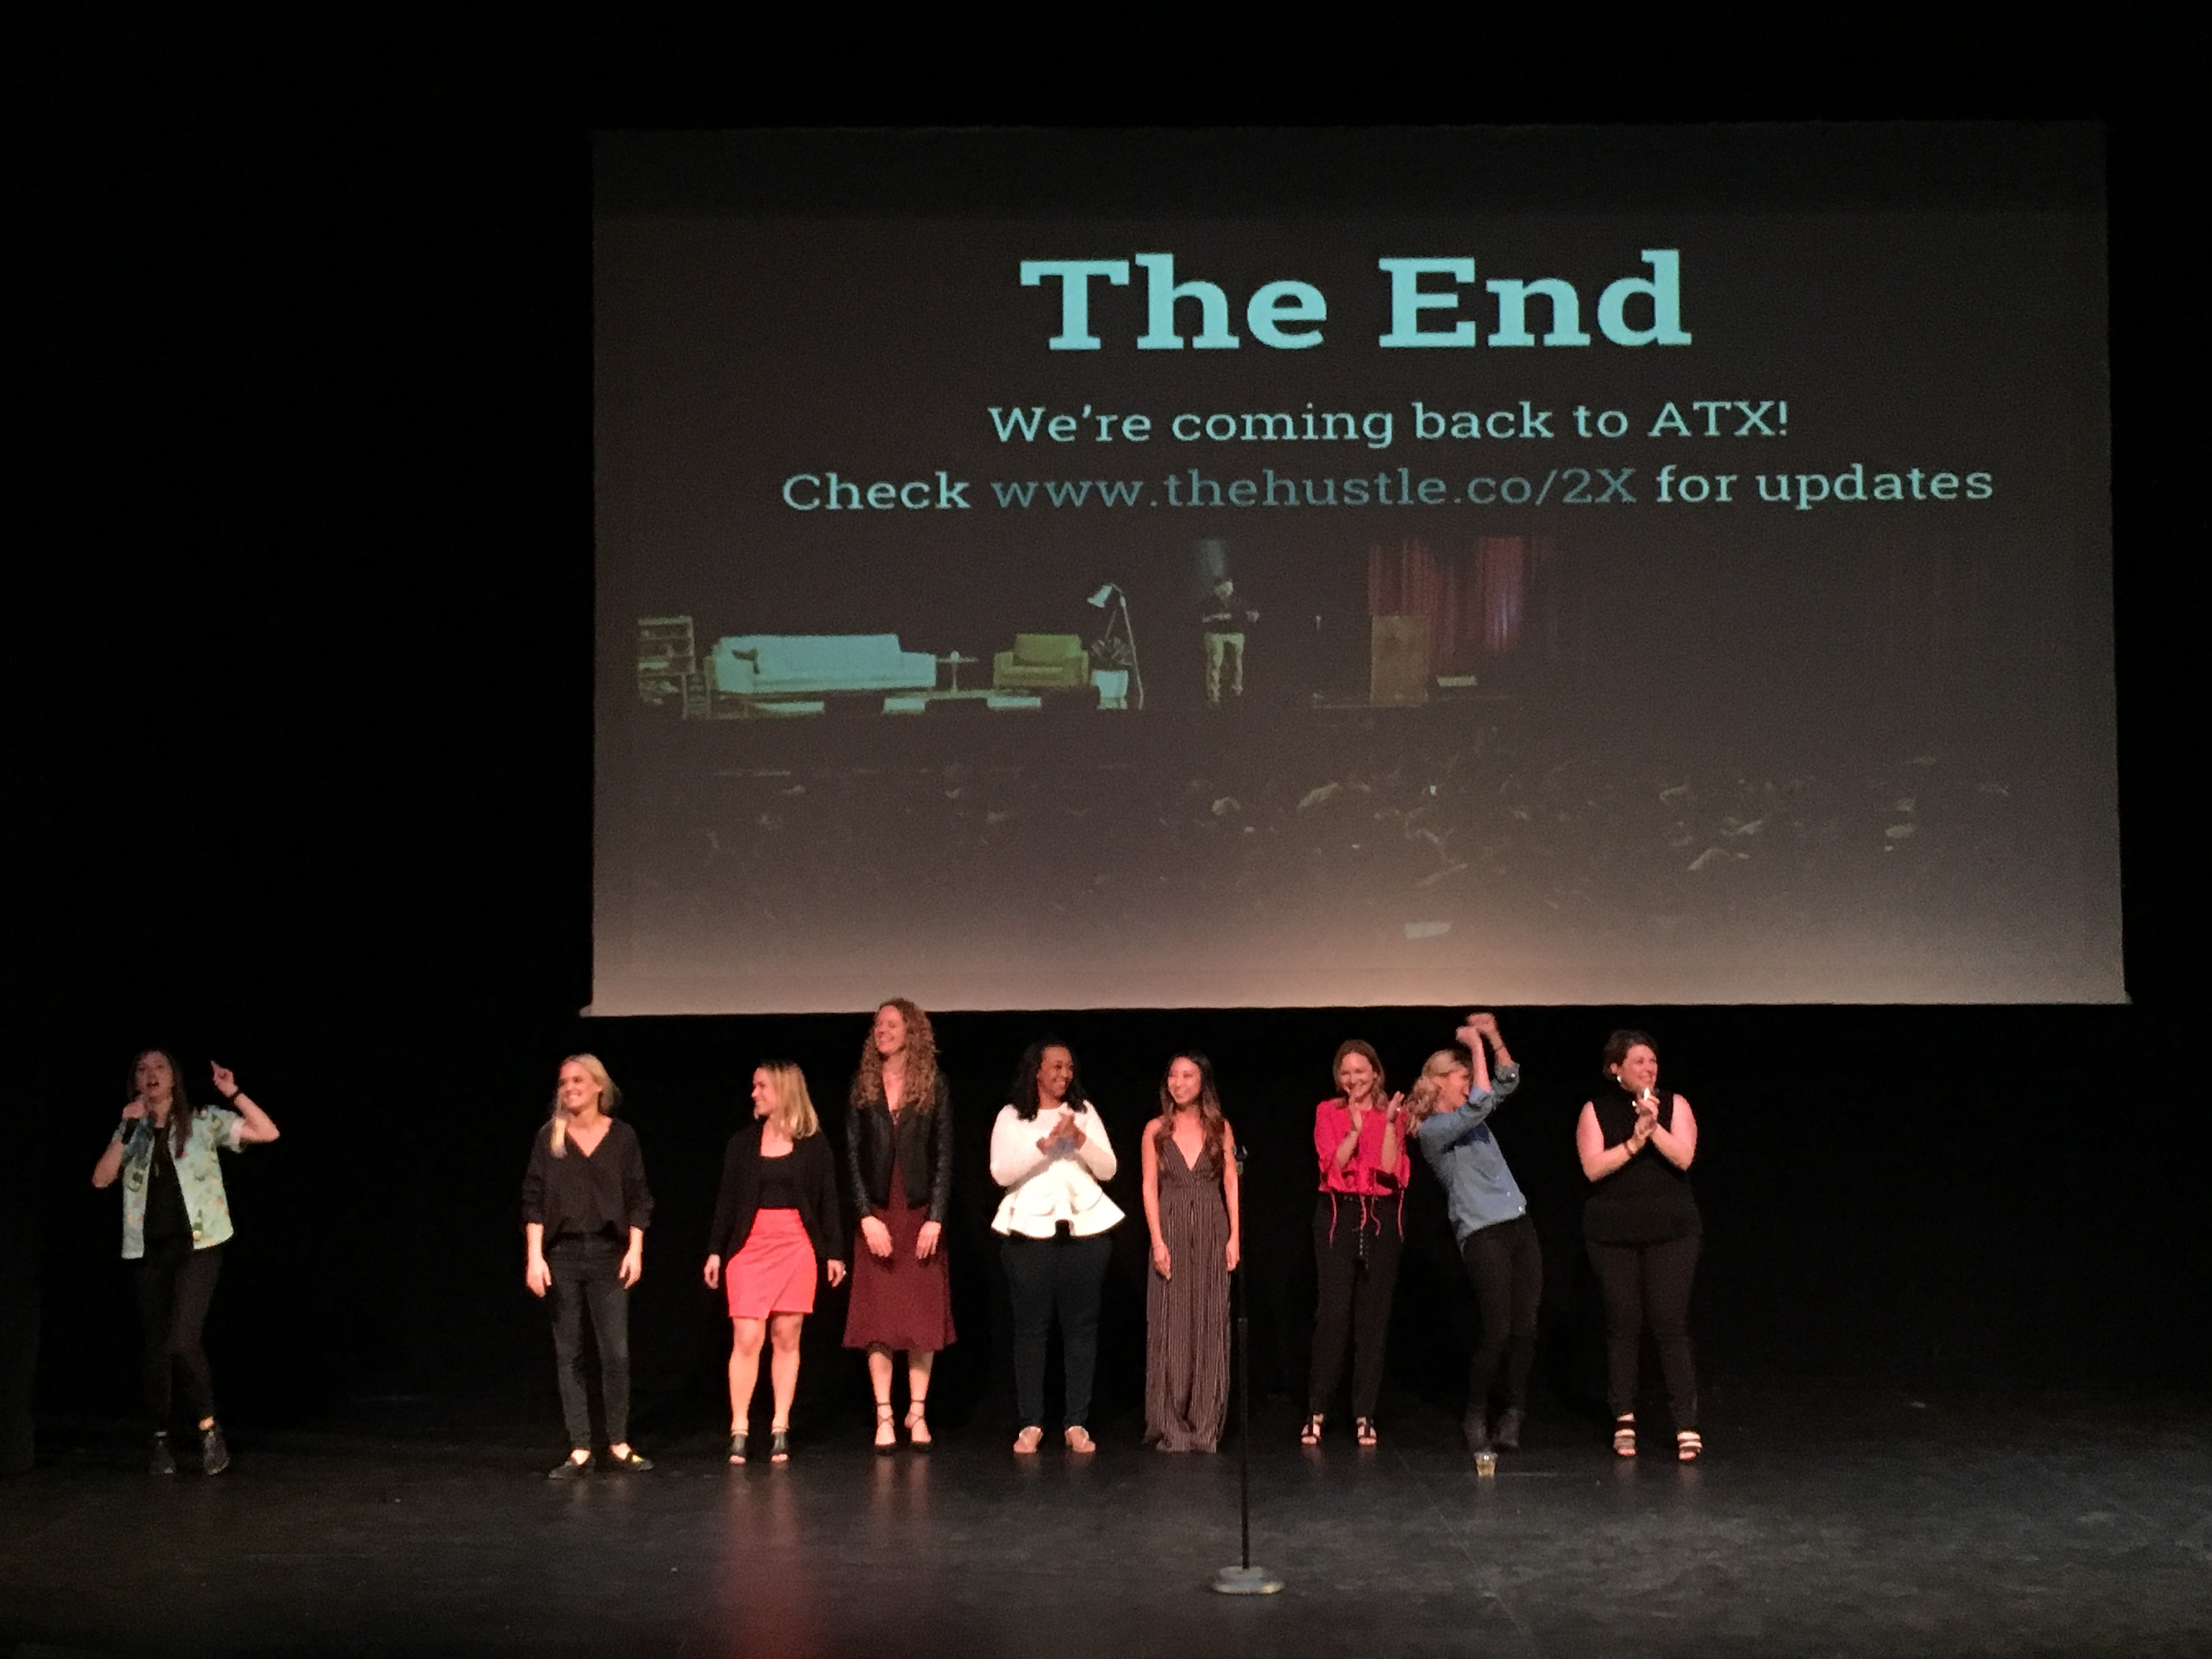 The End
We're coming back to ATX!
Check www.thehustle.co/2X for updates